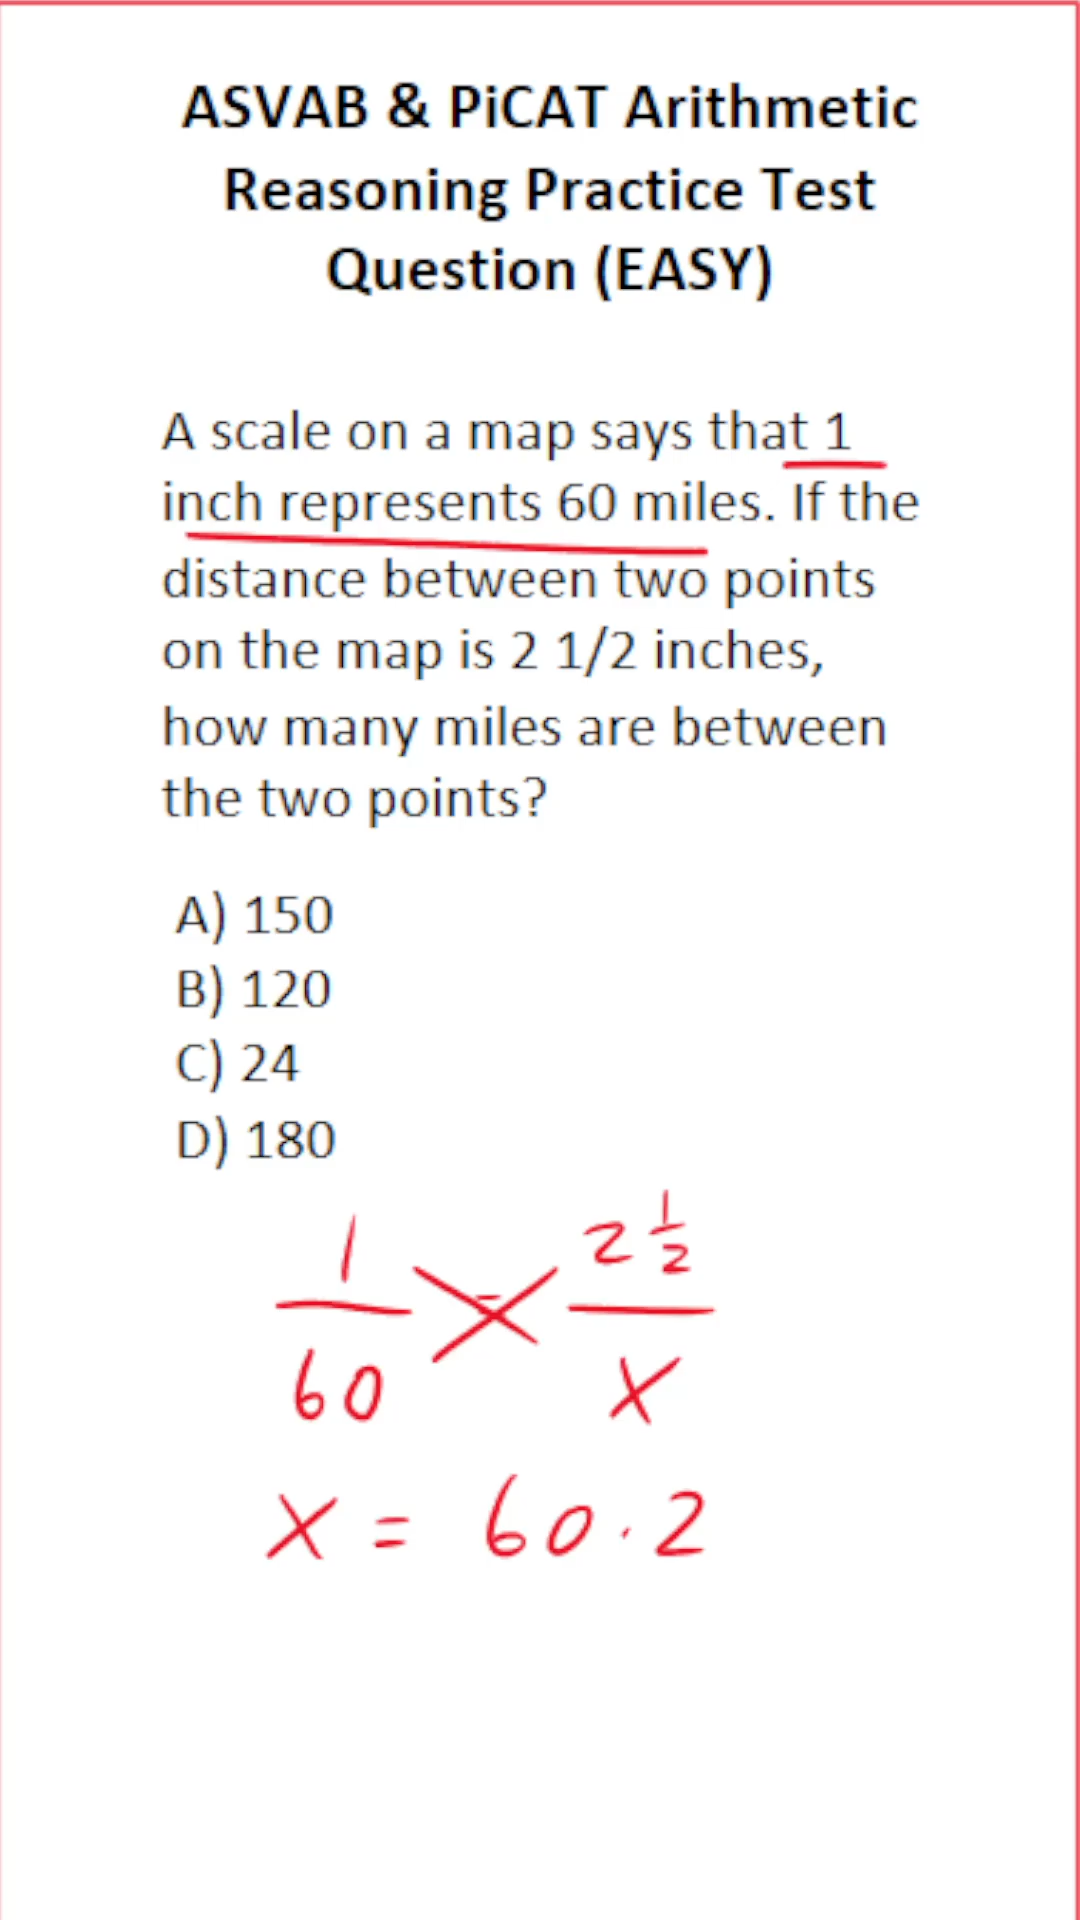 ASVAB & PiCAT Arithmetic
Reasoning Practice Test
Question (EASY)
A scale on a map says that 1
inch represents 60 miles. If the
distance between two points
on the map is 2 1/2 inches,
how many miles are between
the two points?
A) 150
B) 120
C) 24
D) 180
1/60 = 2 1/2/x
x = 60·2